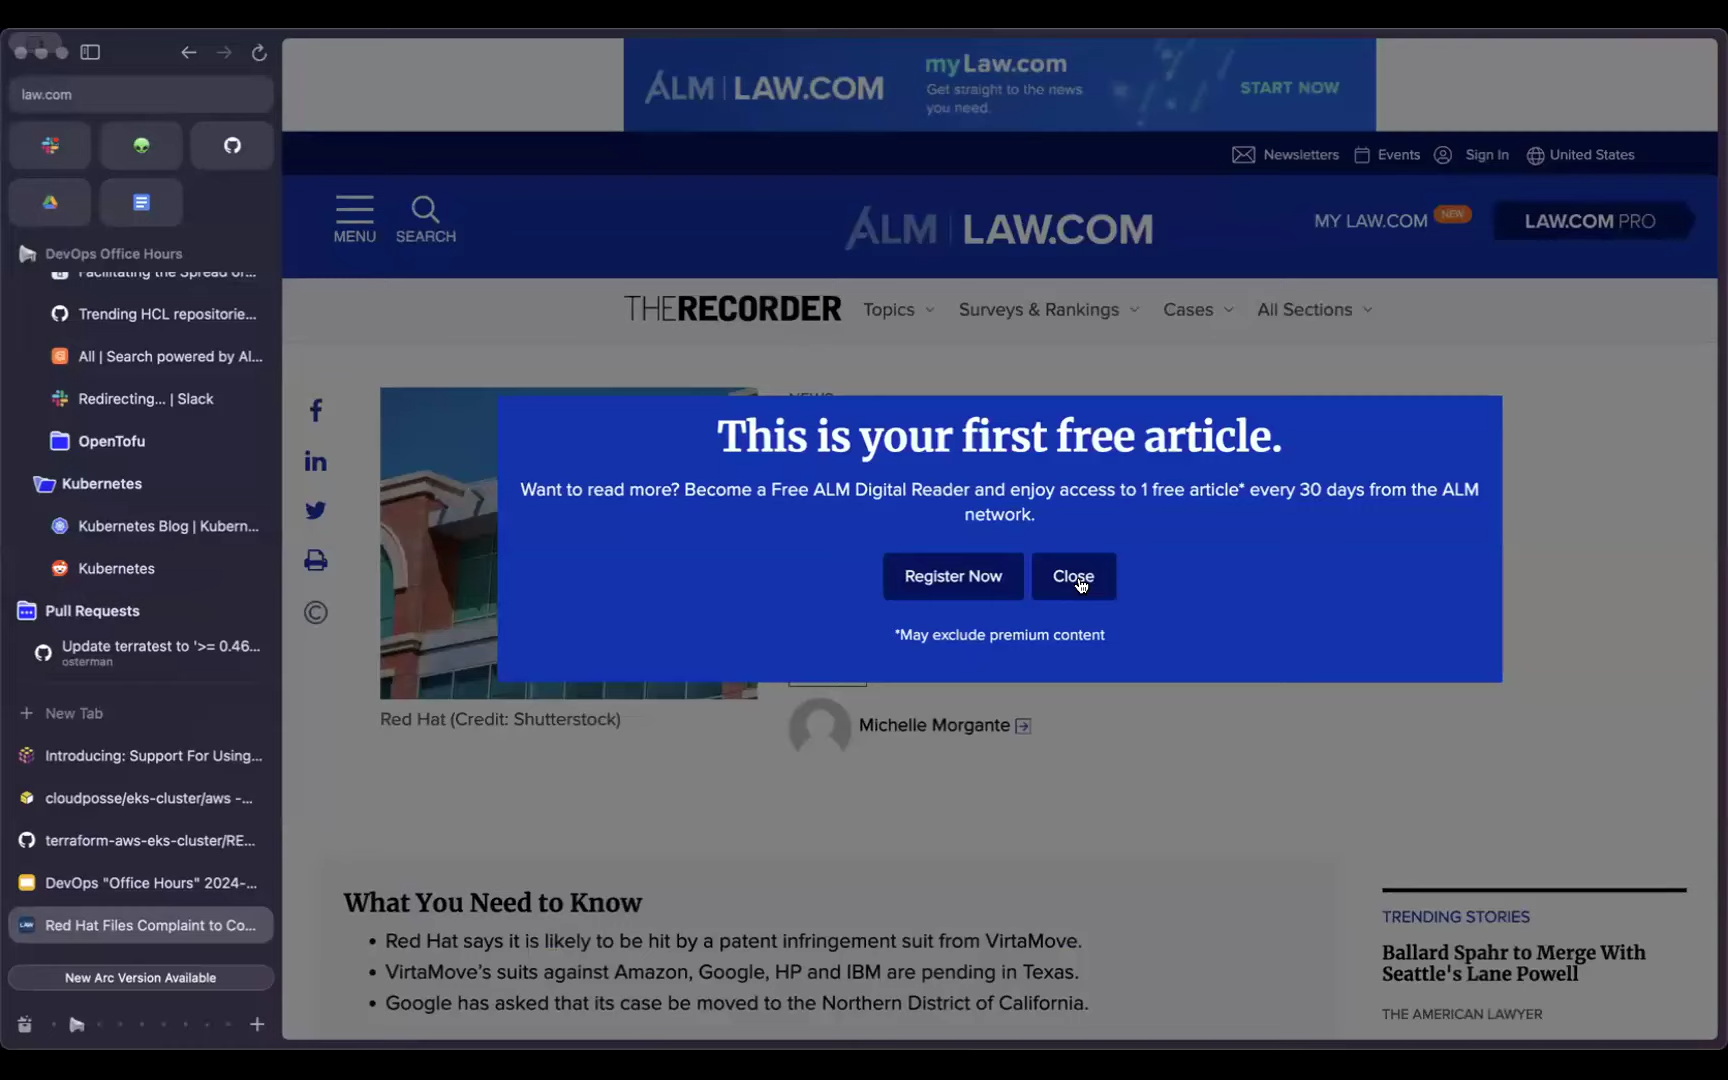 law.com
DevOps Office Hours
Facilitating the Spread of...
Trending HCL repositorie...
All | Search powered by Al...
Redirecting... | Slack
OpenTofu
Kubernetes
Kubernetes Blog | Kubern...
Kubernetes
Pull Requests
Update terratest to '>= 0.46...
osterman
New Tab
Introducing: Support For Using...
cloudposse/eks-cluster/aws -...
terraform-aws-eks-cluster/RE...
DevOps "Office Hours" 2024-...
LAW
Red Hat Files Complaint to Co...
New Arc Version Available
ALM | LAW.COM
myLaw.com
Get straight to the news
you need.
START NOW
Newsletters
Events
Sign In
United States
MENU
SEARCH
ALM | LAW.COM
MY LAW.COM NEW
LAW.COM PRO
THE RECORDER
Topics
Surveys & Rankings
Cases
All Sections
NEWS
This is your first free article.
Want to read more? Become a Free ALM Digital Reader and enjoy access to 1 free article* every 30 days from the ALM
network.
Register Now
Close
*May exclude premium content
Red Hat (Credit: Shutterstock)
Michelle Morgante
What You Need to Know
• Red Hat says it is likely to be hit by a patent infringement suit from VirtaMove.
• VirtaMove's suits against Amazon, Google, HP and IBM are pending in Texas.
• Google has asked that its case be moved to the Northern District of California.
TRENDING STORIES
Ballard Spahr to Merge With
Seattle's Lane Powell
THE AMERICAN LAWYER